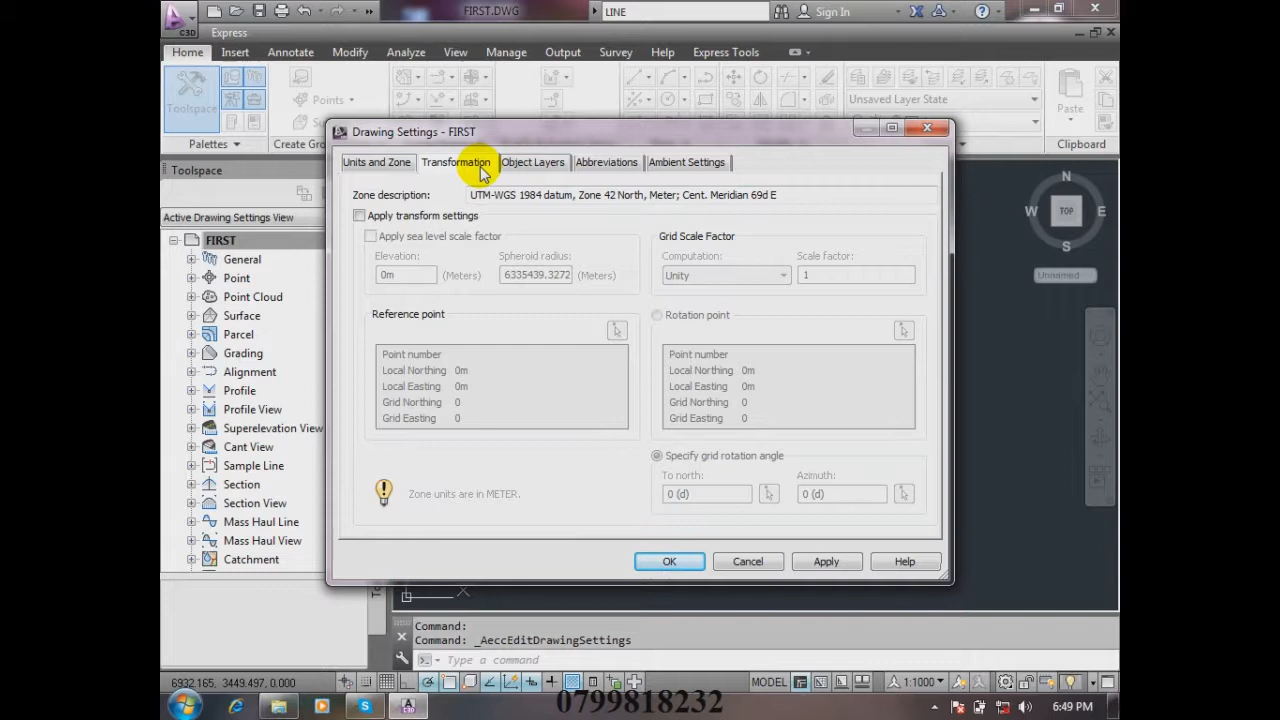 C3D
FIRST.DWG
LINE
Sign In
Express
Home Insert Annotate Modify Analyze View Manage Output Survey Help Express Tools
Toolspace
Points
Unsaved Layer State
Paste
Palettes
Clipboard
Drawing Settings - FIRST
Toolspace
Units and Zone Transformation Object Layers Abbreviations Ambient Settings
Zone description: UTM-WGS 1984 datum, Zone 42 North, Meter; Cent. Meridian 69d E
Active Drawing Settings View
Apply transform settings
Apply sea level scale factor
Elevation: Spheroid radius:
0m (Meters) 6335439.3272 (Meters)
Grid Scale Factor
Computation: Scale factor:
Unity 1
Reference point
Point number
Local Northing 0m
Local Easting 0m
Grid Northing 0
Grid Easting 0
Rotation point
Point number
Local Northing 0m
Local Easting 0m
Grid Northing 0
Grid Easting 0
Specify grid rotation angle
To north: Azimuth:
0 (d) 0 (d)
Zone units are in METER.
OK Cancel Apply Help
FIRST
General
Point
Point Cloud
Surface
Parcel
Grading
Alignment
Profile
Profile View
Superelevation View
Cant View
Sample Line
Section
Section View
Mass Haul Line
Mass Haul View
Catchment
N
W TOP E
S
Unnamed
X
Command:
Command: _AeccEditDrawingSettings
Type a command
6932.165, 3449.497, 0.000
MODEL
1:1000
0799818232
6:49 PM